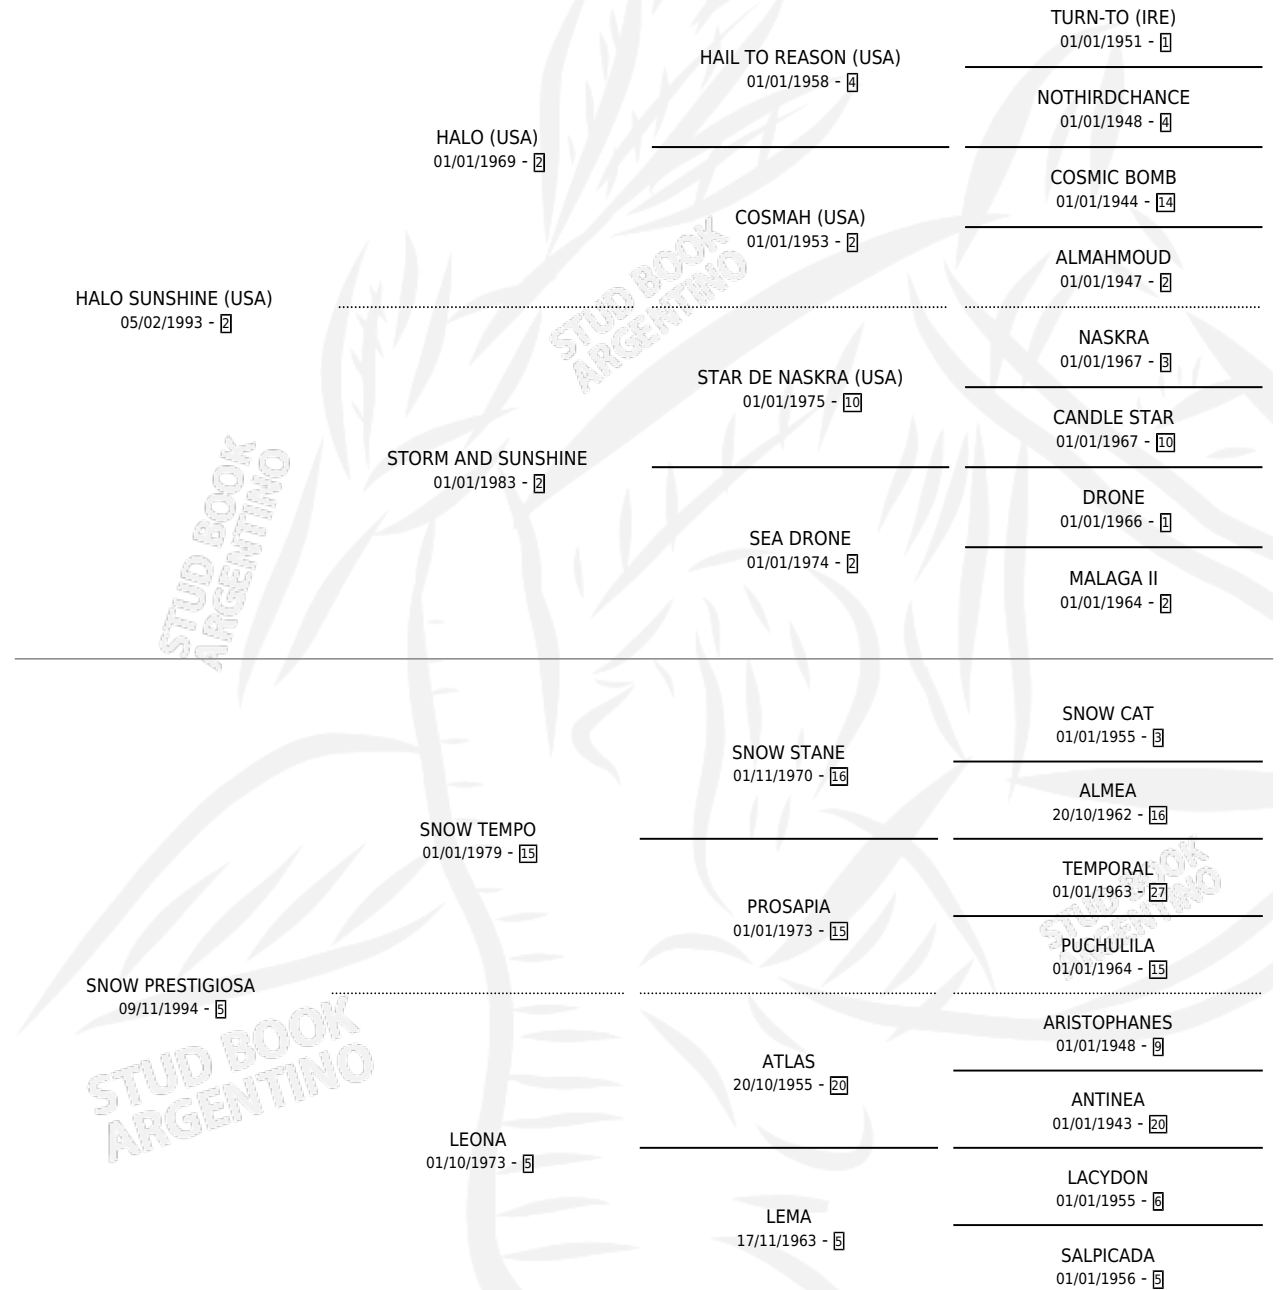 TURN-TO (IRE)
01/01/1951 - 1
HAIL TO REASON (USA)
01/01/1958 - 4
NOTHIRDCHANCE
01/01/1948 - 4
HALO (USA)
01/01/1969 - 2
COSMIC BOMB
01/01/1944 - 14
COSMAH (USA)
01/01/1953 - 2
ALMAHMOUD
01/01/1947 - 2
HALO SUNSHINE (USA)
05/02/1993 - 2
NASKRA
01/01/1967 - 3
STAR DE NASKRA (USA)
01/01/1975 - 10
CANDLE STAR
01/01/1967 - 10
STORM AND SUNSHINE
01/01/1983 - 2
DRONE
01/01/1966 - 1
SEA DRONE
01/01/1974 - 2
MALAGA II
01/01/1964 - 2
SNOW CAT
01/01/1955 - 3
SNOW STANE
01/11/1970 - 16
ALMEA
20/10/1962 - 16
SNOW TEMPO
01/01/1979 - 15
TEMPORAL
01/01/1963 - 27
PROSAPIA
01/01/1973 - 15
PUCHULILA
01/01/1964 - 15
SNOW PRESTIGIOSA
09/11/1994 - 5
ARISTOPHANES
01/01/1948 - 9
ATLAS
20/10/1955 - 20
ANTINEA
01/01/1943 - 20
LEONA
01/10/1973 - 5
LACYDON
01/01/1955 - 6
LEMA
17/11/1963 - 5
SALPICADA
01/01/1956 - 5
STUD BOOK
ARGENTINO
STUD BOOK
ARGENTINO
STUD BOOK
ARGENTINO
STUD BOOK
ARGENTINO